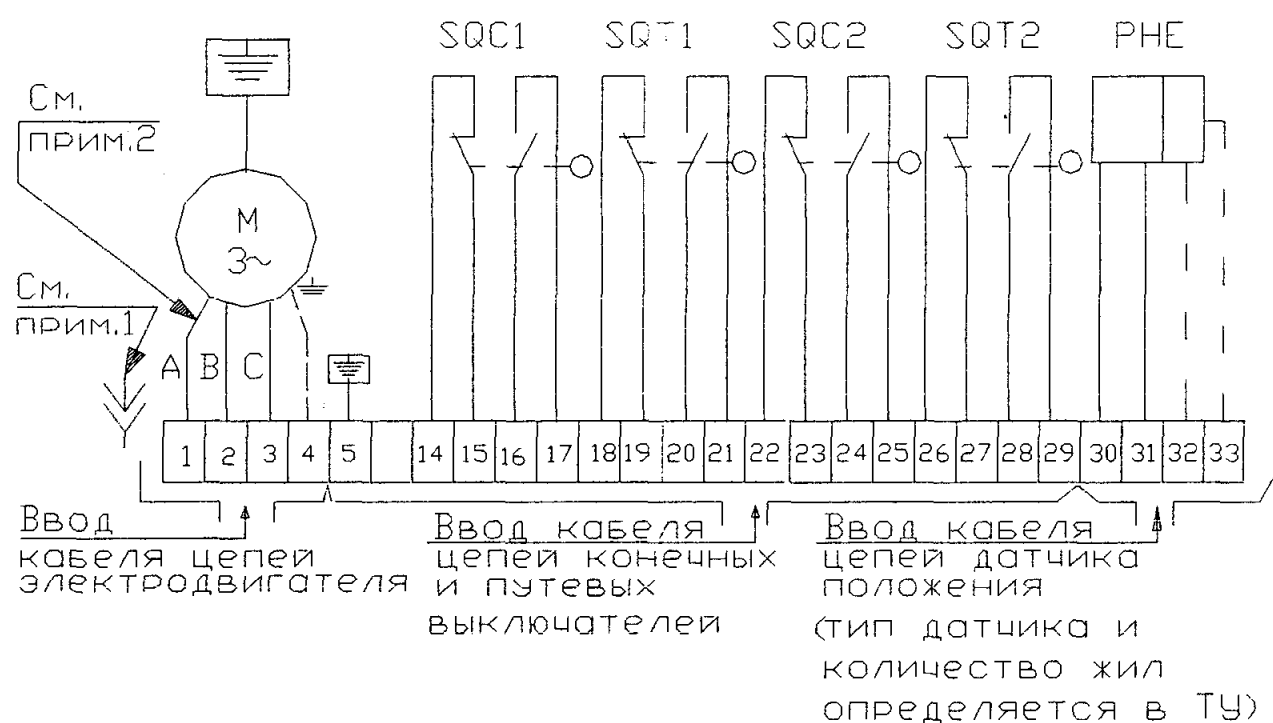 SQC1 SQT1 SQC2 SQT2 PHE
См.
прим.2
М
3~
См.
прим.1
А В С
1 2 3 4 5 14 15 16 17 18 19 20 21 22 23 24 25 26 27 28 29 30 31 32 33
Ввод
кабеля цепей
электродвигателя
Ввод кабеля
цепей конечных
и путевых
выключателей
Ввод кабеля
цепей датчика
положения
(тип датчика и
количество жил
определяется в ТУ)